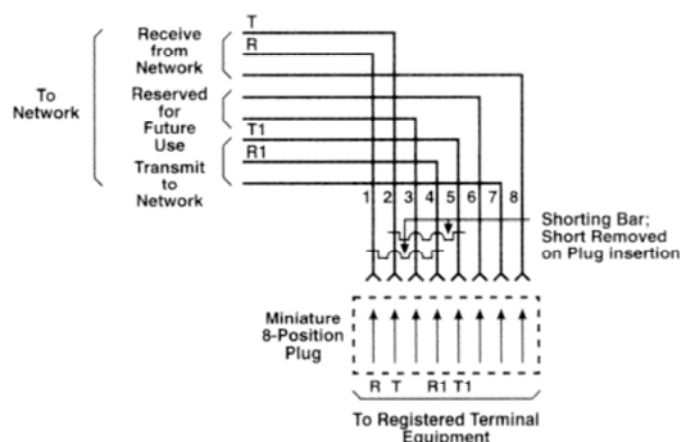 T
Receive
from
Network
R
To
Network
Reserved
for
Future
Use
T1
R1
Transmit
to
Network
1 2 3 4 5 6 7 8
Shorting Bar;
Short Removed
on Plug insertion
Miniature
8-Position
Plug
R T R1 T1
To Registered Terminal
Equipment